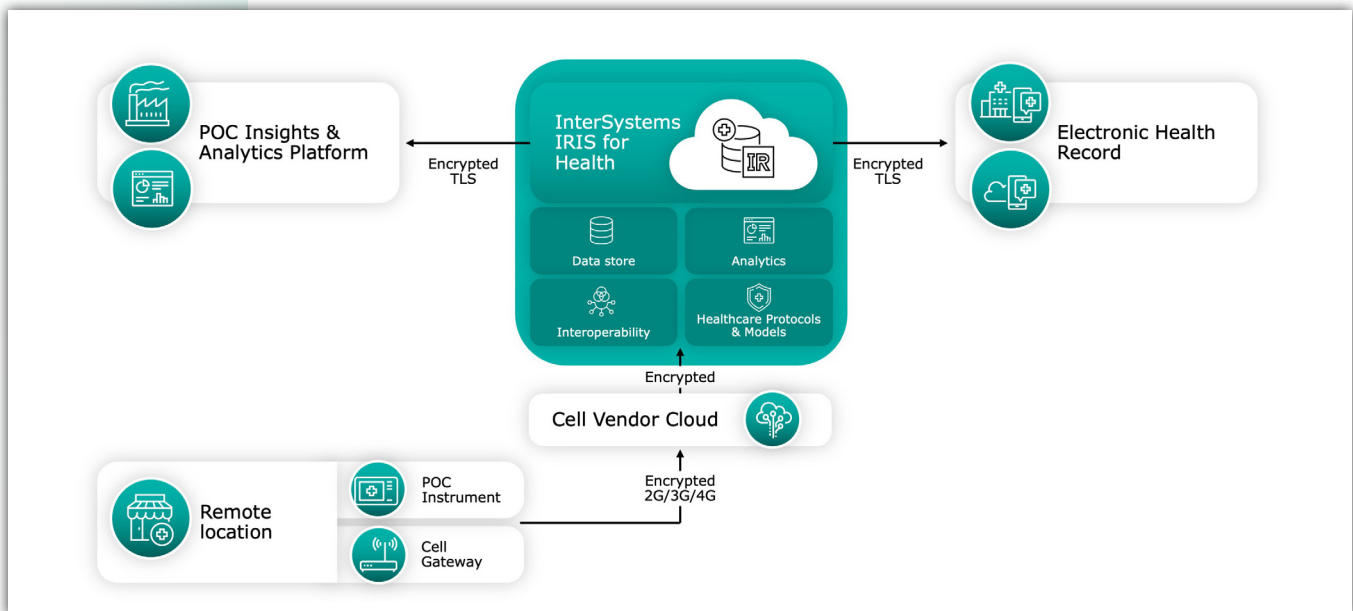 POC Insights &
Analytics Platform
Encrypted
TLS
InterSystems
IRIS for
Health
IR
Encrypted
TLS
Electronic Health
Record
Data store
Analytics
Interoperability
Healthcare Protocols
& Models
Encrypted
Cell Vendor Cloud
Encrypted
2G/3G/4G
Remote
location
POC
Instrument
Cell
Gateway